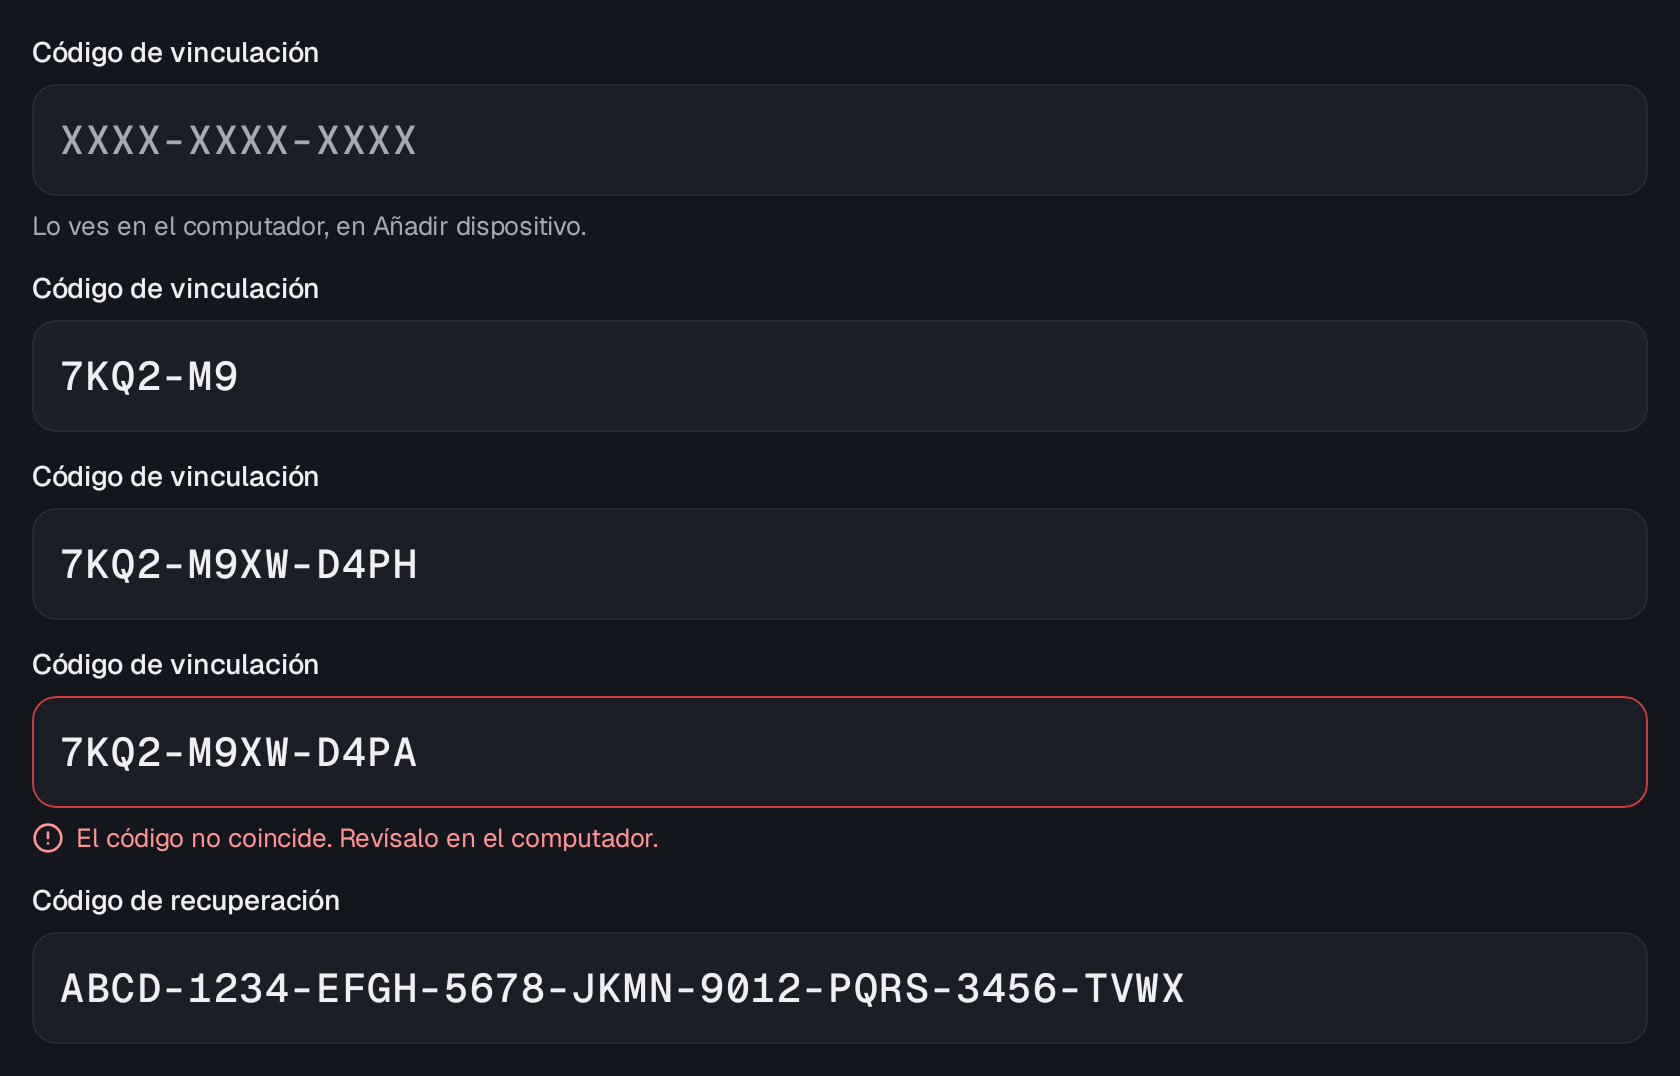 Código de vinculación
XXXX-XXXX-XXXX
Lo ves en el computador, en Añadir dispositivo.
Código de vinculación
7KQ2-M9
Código de vinculación
7KQ2-M9XW-D4PH
Código de vinculación
7KQ2-M9XW-D4PA
El código no coincide. Revísalo en el computador.
Código de recuperación
ABCD-1234-EFGH-5678-JKMN-9012-PQRS-3456-TVWX